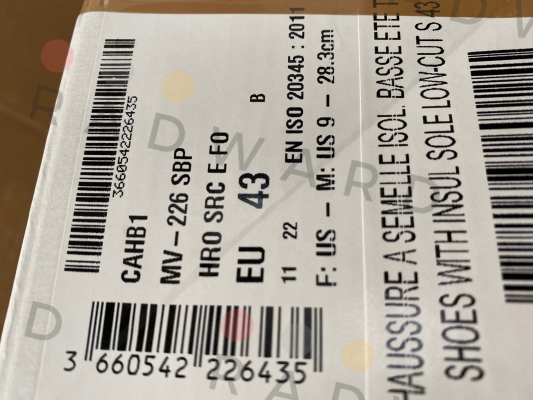 3660542226435
CAHB1
MV-226 SBP
HRO SRC E FO
EU 43 B
11 22 EN ISO 20345 : 2011
F: US - M: US 9 - 28.3cm
3 660542 226435
HAUSSURE A SEMELLE ISOL. BASSE ETE T
SHOES WITH INSUL SOLE LOW-CUT S 43